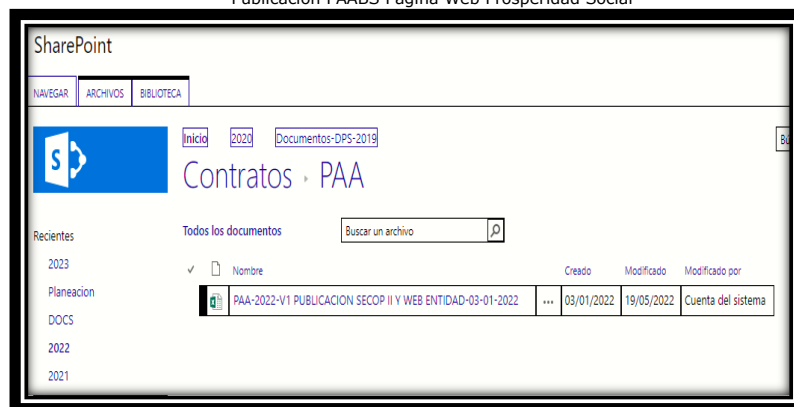 Publicación PAABS Página Web Prosperidad Social
SharePoint
NAVEGAR ARCHIVOS BIBLIOTECA
Inicio 2020 Documentos-DPS-2019
Contratos PAA
Todos los documentos Buscar un archivo
Recientes
2023
Planeacion
DOCS
2022
2021
Nombre Creado Modificado Modificado por
PAA-2022-V1 PUBLICACION SECOP II Y WEB ENTIDAD-03-01-2022 ... 03/01/2022 19/05/2022 Cuenta del sistema